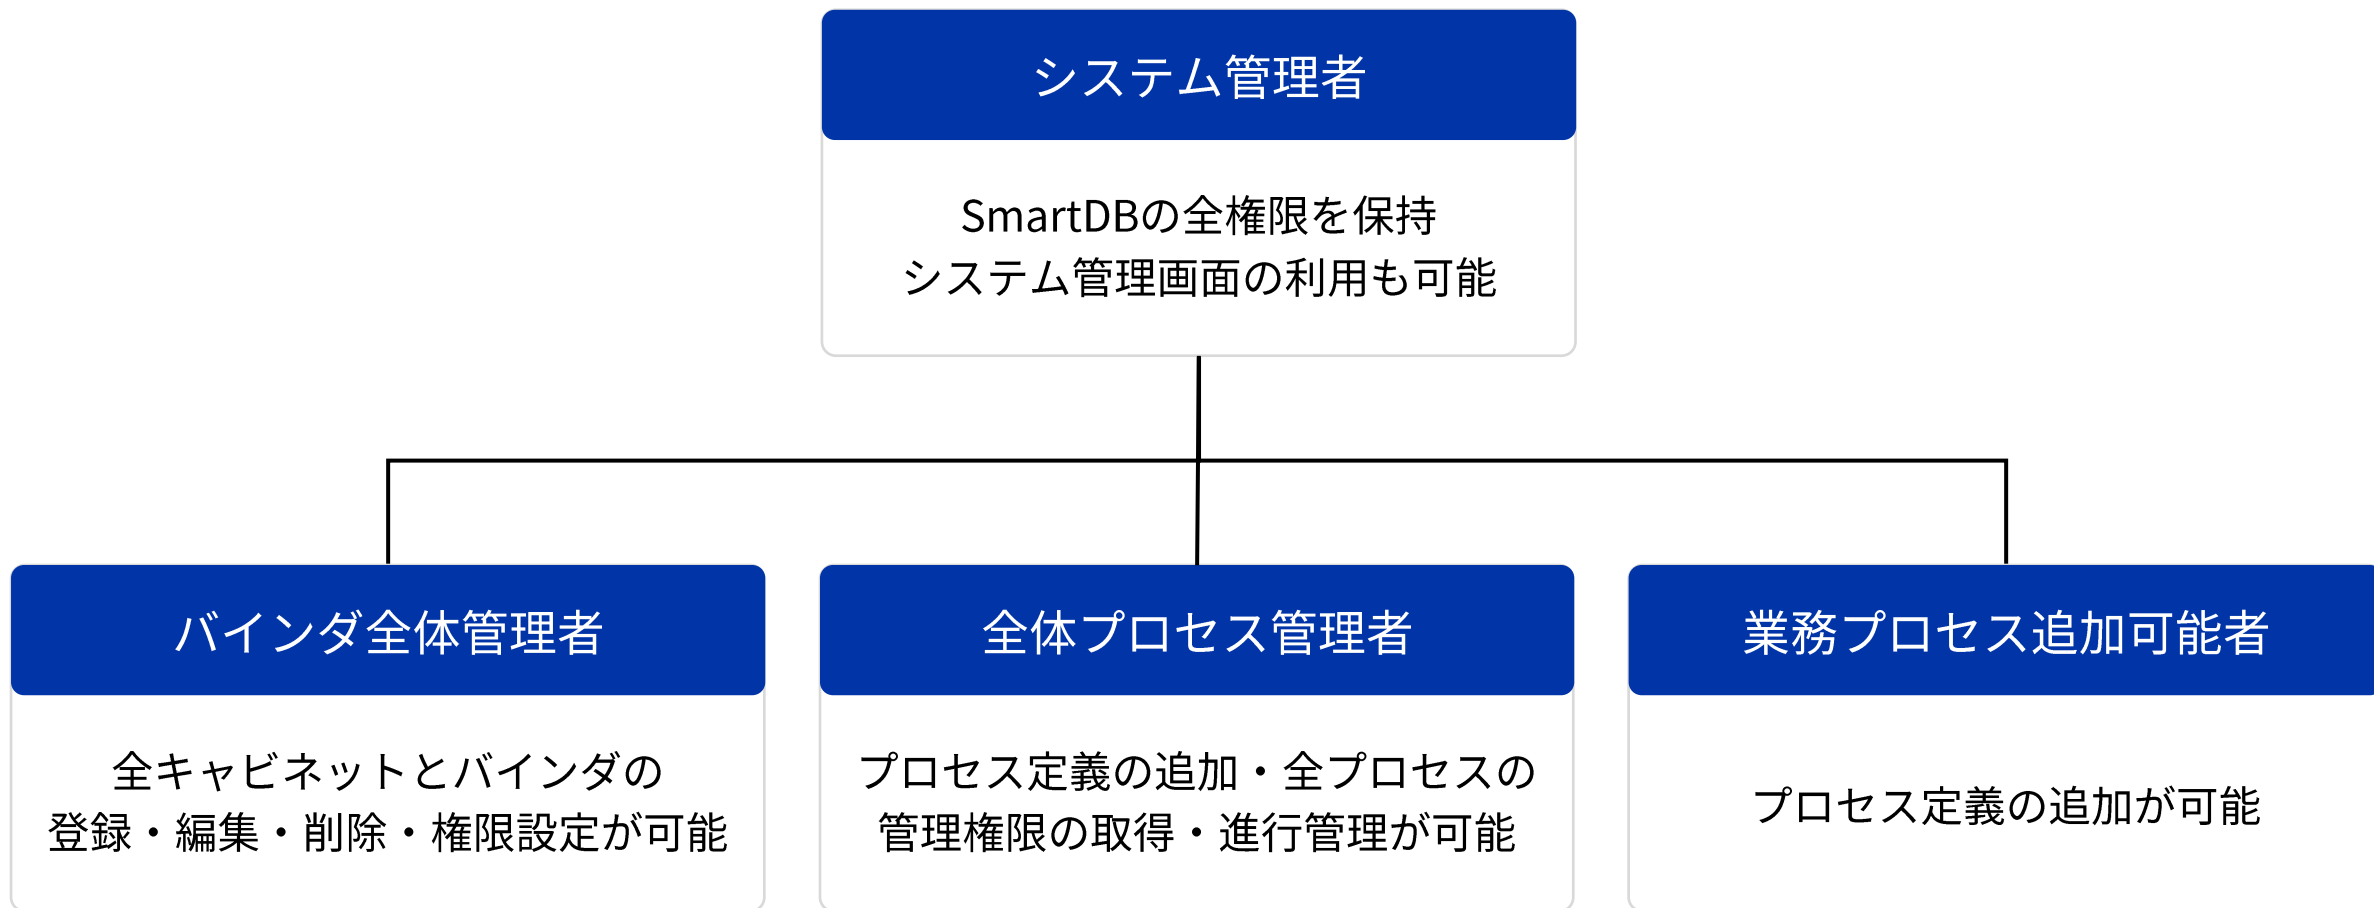 システム管理者
SmartDBの全権限を保持
システム管理画面の利用も可能
バインダ全体管理者
全キャビネットとバインダの
登録・編集・削除・権限設定が可能
全体プロセス管理者
プロセス定義の追加・全プロセスの
管理権限の取得・進行管理が可能
業務プロセス追加可能者
プロセス定義の追加が可能